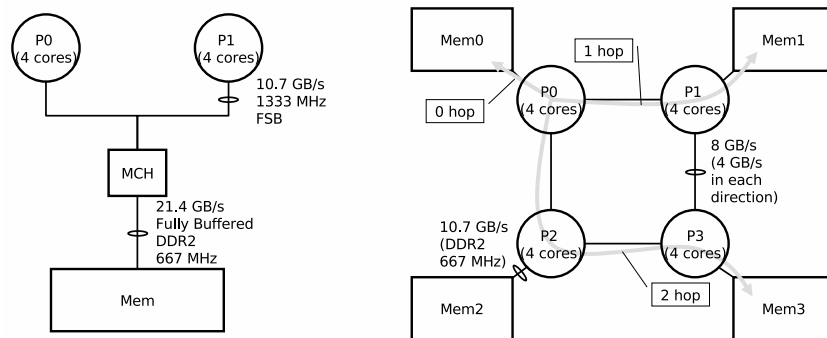 P0
(4 cores)
P1
(4 cores)
10.7 GB/s
1333 MHz
FSB
MCH
21.4 GB/s
Fully Buffered
DDR2
667 MHz
Mem
Mem0
1 hop
Mem1
P0
(4 cores)
P1
(4 cores)
0 hop
8 GB/s
(4 GB/s
in each
direction)
10.7 GB/s
(DDR2
667 MHz)
P2
(4 cores)
P3
(4 cores)
Mem2
2 hop
Mem3